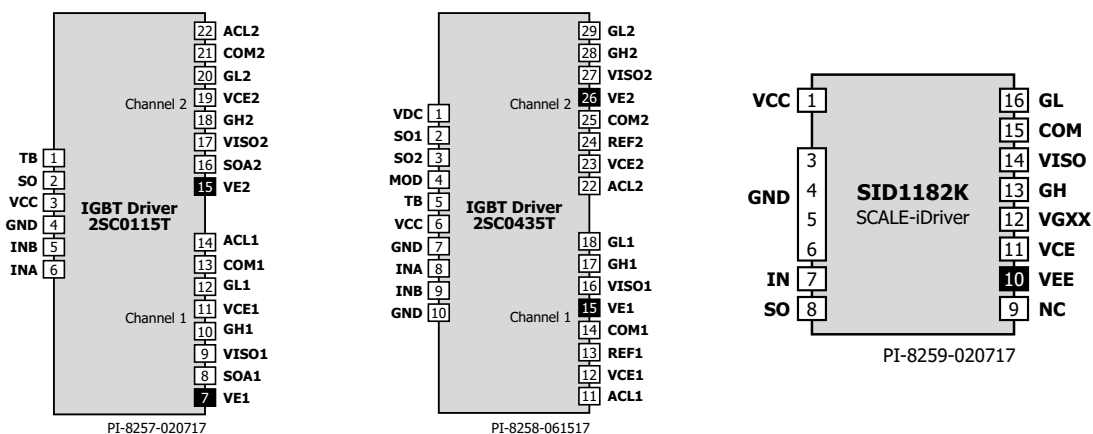 22 ACL2
21 COM2
20 GL2
Channel 2
19 VCE2
18 GH2
17 VISO2
16 SOA2
15 VE2
TB 1
SO 2
VCC 3
GND 4
INB 5
INA 6
IGBT Driver
2SC0115T
14 ACL1
13 COM1
12 GL1
11 VCE1
Channel 1
10 GH1
9 VISO1
8 SOA1
7 VE1
PI-8257-020717
29 GL2
28 GH2
27 VISO2
Channel 2
26 VE2
25 COM2
24 REF2
23 VCE2
22 ACL2
VDC 1
SO1 2
SO2 3
MOD 4
TB 5
VCC 6
GND 7
INA 8
INB 9
GND 10
IGBT Driver
2SC0435T
18 GL1
17 GH1
16 VISO1
15 VE1
Channel 1
14 COM1
13 REF1
12 VCE1
11 ACL1
PI-8258-061517
VCC 1
3
GND 4
5
6
IN 7
SO 8
SID1182K
SCALE-iDriver
16 GL
15 COM
14 VISO
13 GH
12 VGXX
11 VCE
10 VEE
9 NC
PI-8259-020717